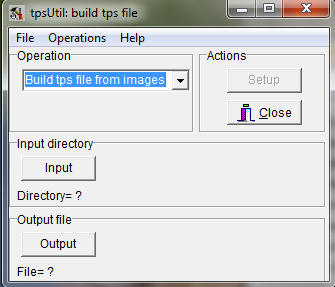 tpsUtil: build tps file
File Operations Help
Operation
Build tps file from images
Actions
Setup
Close
Input directory
Input
Directory= ?
Output file
Output
File= ?